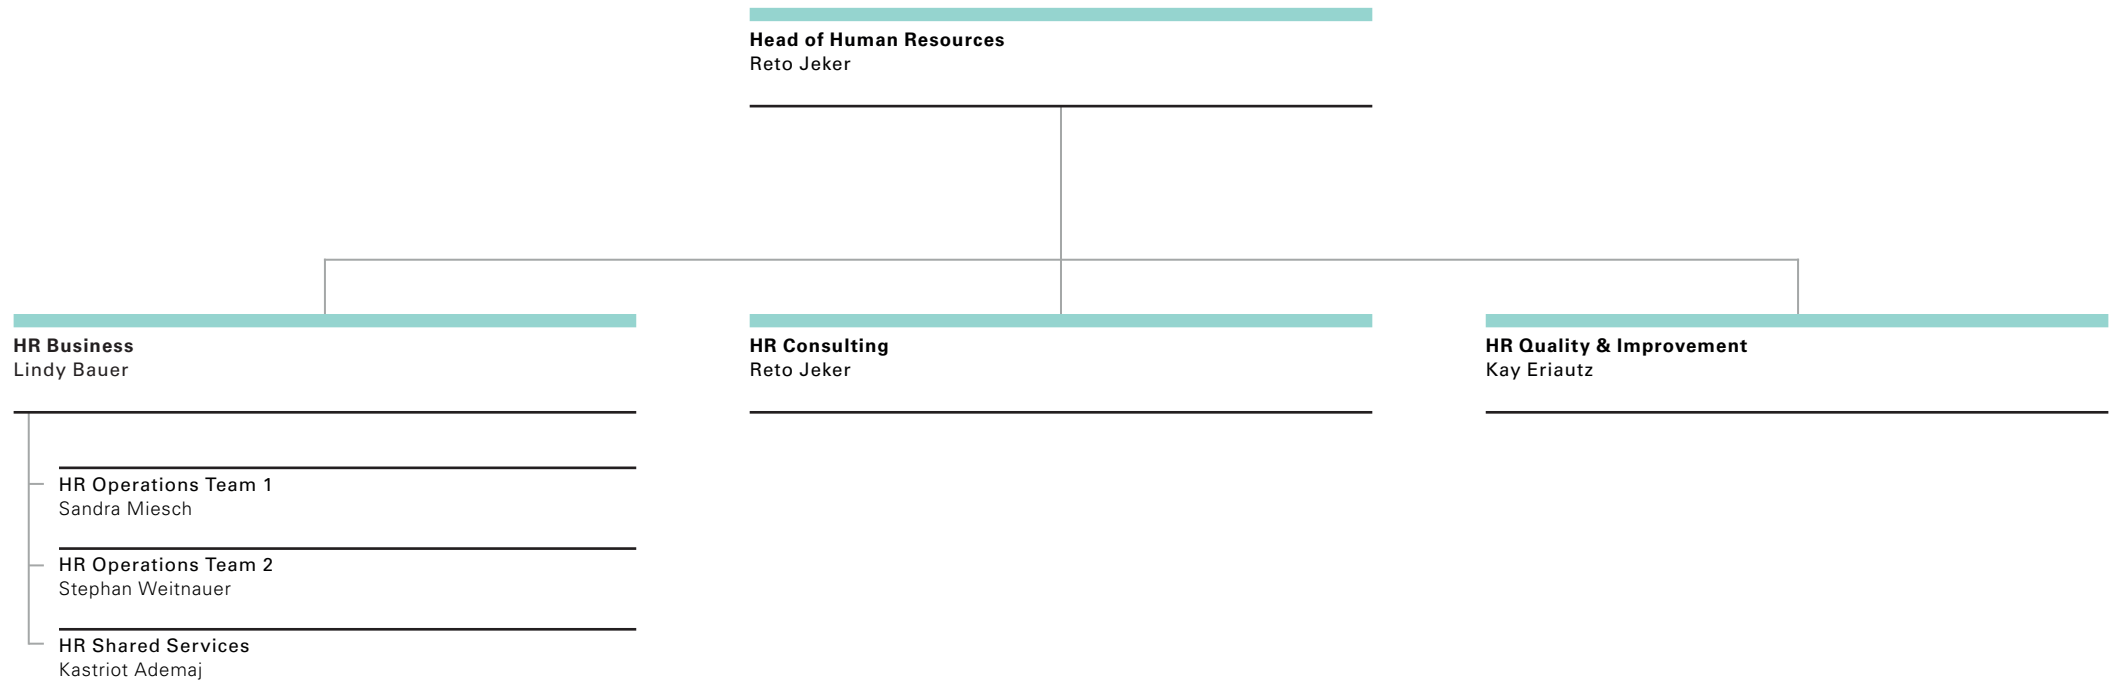 Head of Human Resources
Reto Jeker
HR Business
Lindy Bauer
HR Operations Team 1
Sandra Miesch
HR Operations Team 2
Stephan Weitnauer
HR Shared Services
Kastriot Ademaj
HR Consulting
Reto Jeker
HR Quality & Improvement
Kay Eriautz